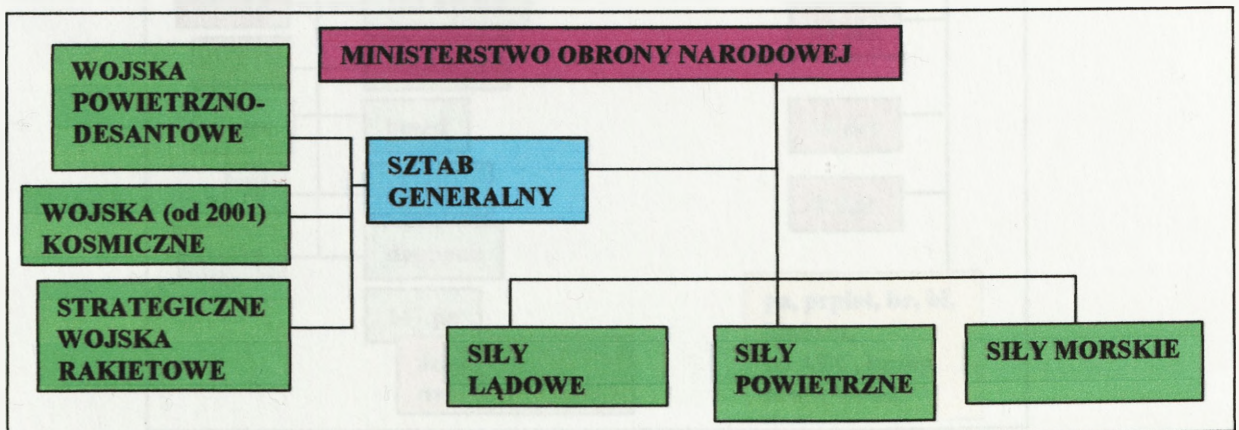 MINISTERSTWO OBRONY NARODOWEJ
WOJSKA
POWIETRZNO-
DESANTOWE
SZTAB
GENERALNY
WOJSKA (od 2001)
KOSMICZNE
STRATEGICZNE
WOJSKA
RAKIETOWE
SIŁY
LĄDOWE
SIŁY
POWIETRZNE
SIŁY MORSKIE